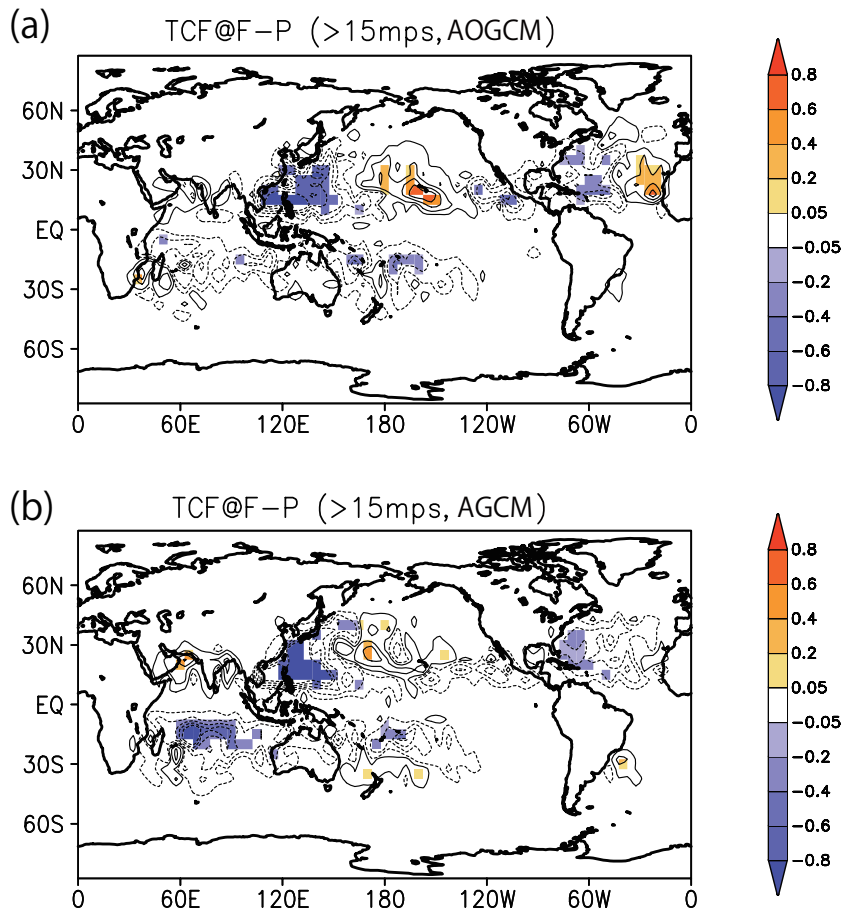 (a)
TCF@F-P (>15mps, AOGCM)
60N
30N
EQ
30S
60S
0 60E 120E 180 120W 60W 0
0.8
0.6
0.4
0.2
0.05
-0.05
-0.2
-0.4
-0.6
-0.8
(b)
TCF@F-P (>15mps, AGCM)
60N
30N
EQ
30S
60S
0 60E 120E 180 120W 60W 0
0.8
0.6
0.4
0.2
0.05
-0.05
-0.2
-0.4
-0.6
-0.8